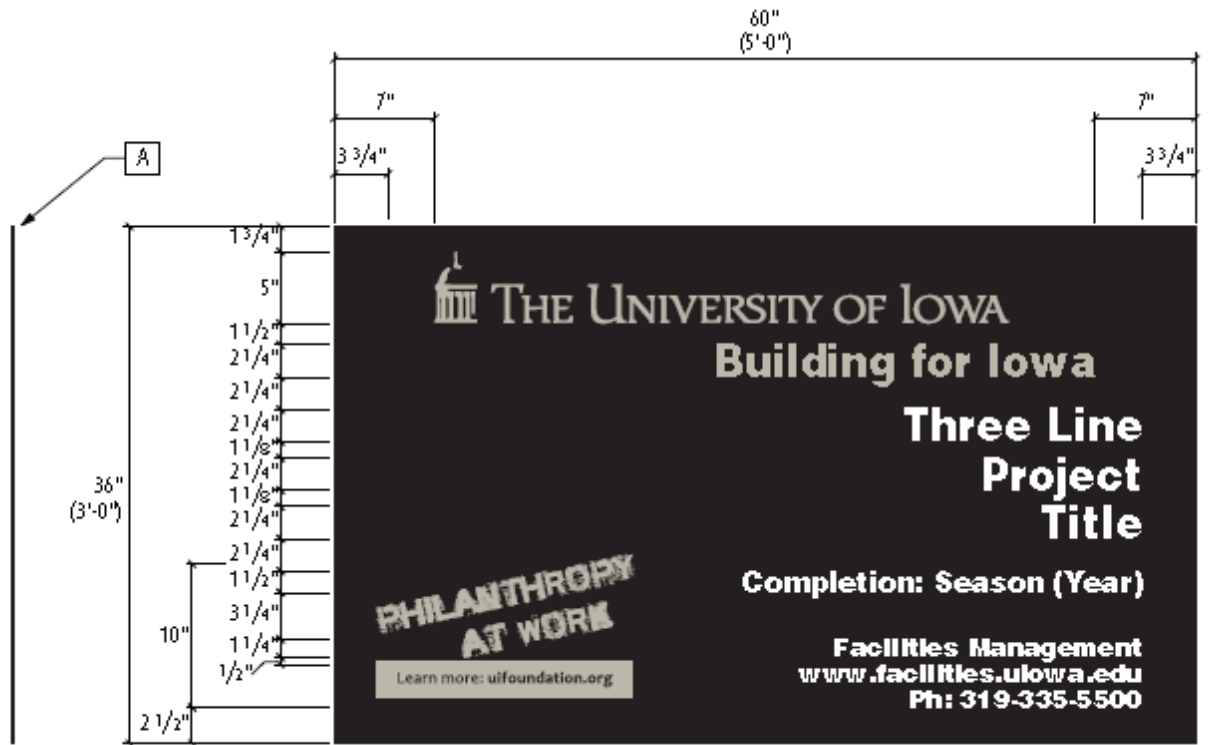 60"
(5'-0")
7"
7"
3 3/4"
3 3/4"
A
1 3/4"
5"
1 1/2"
2 1/4"
2 1/4"
2 1/4"
1 1/8"
2 1/4"
1 1/8"
2 1/4"
2 1/4"
1 1/2"
3 1/4"
1 1/4"
1/2"
36"
(3'-0")
10"
2 1/2"
THE UNIVERSITY OF IOWA
Building for Iowa
Three Line
Project
Title
Completion: Season (Year)
PHILANTHROPY
AT WORK
Learn more: uifoundation.org
Facilities Management
www.facilities.uiowa.edu
Ph: 319-335-5500